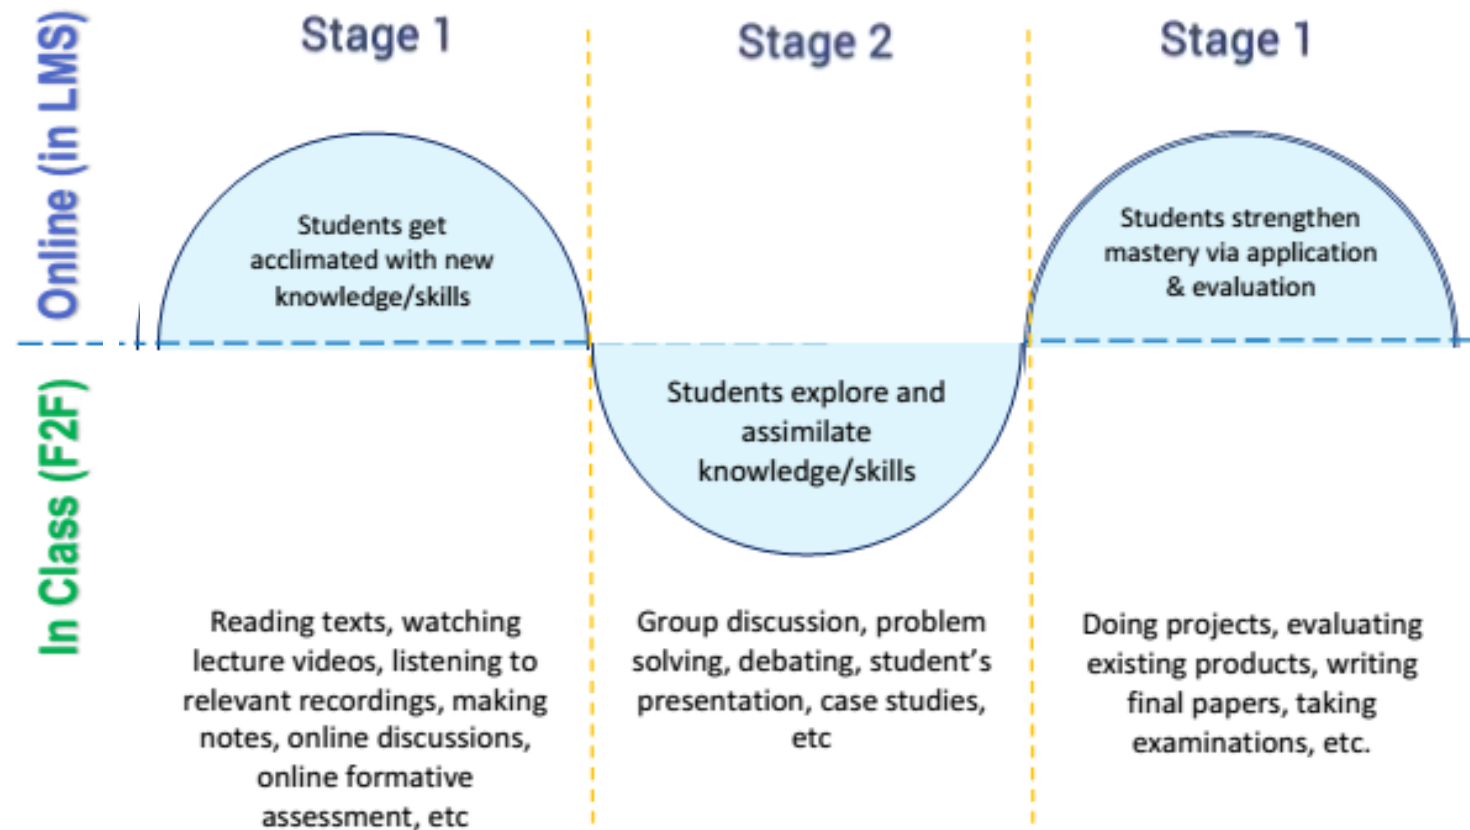 Online (in LMS)
In Class (F2F)
Stage 1
Students get
acclimated with new
knowledge/skills
Reading texts, watching
lecture videos, listening to
relevant recordings, making
notes, online discussions,
online formative
assessment, etc
Stage 2
Students explore and
assimilate
knowledge/skills
Group discussion, problem
solving, debating, student’s
presentation, case studies,
etc
Stage 1
Students strengthen
mastery via application
& evaluation
Doing projects, evaluating
existing products, writing
final papers, taking
examinations, etc.